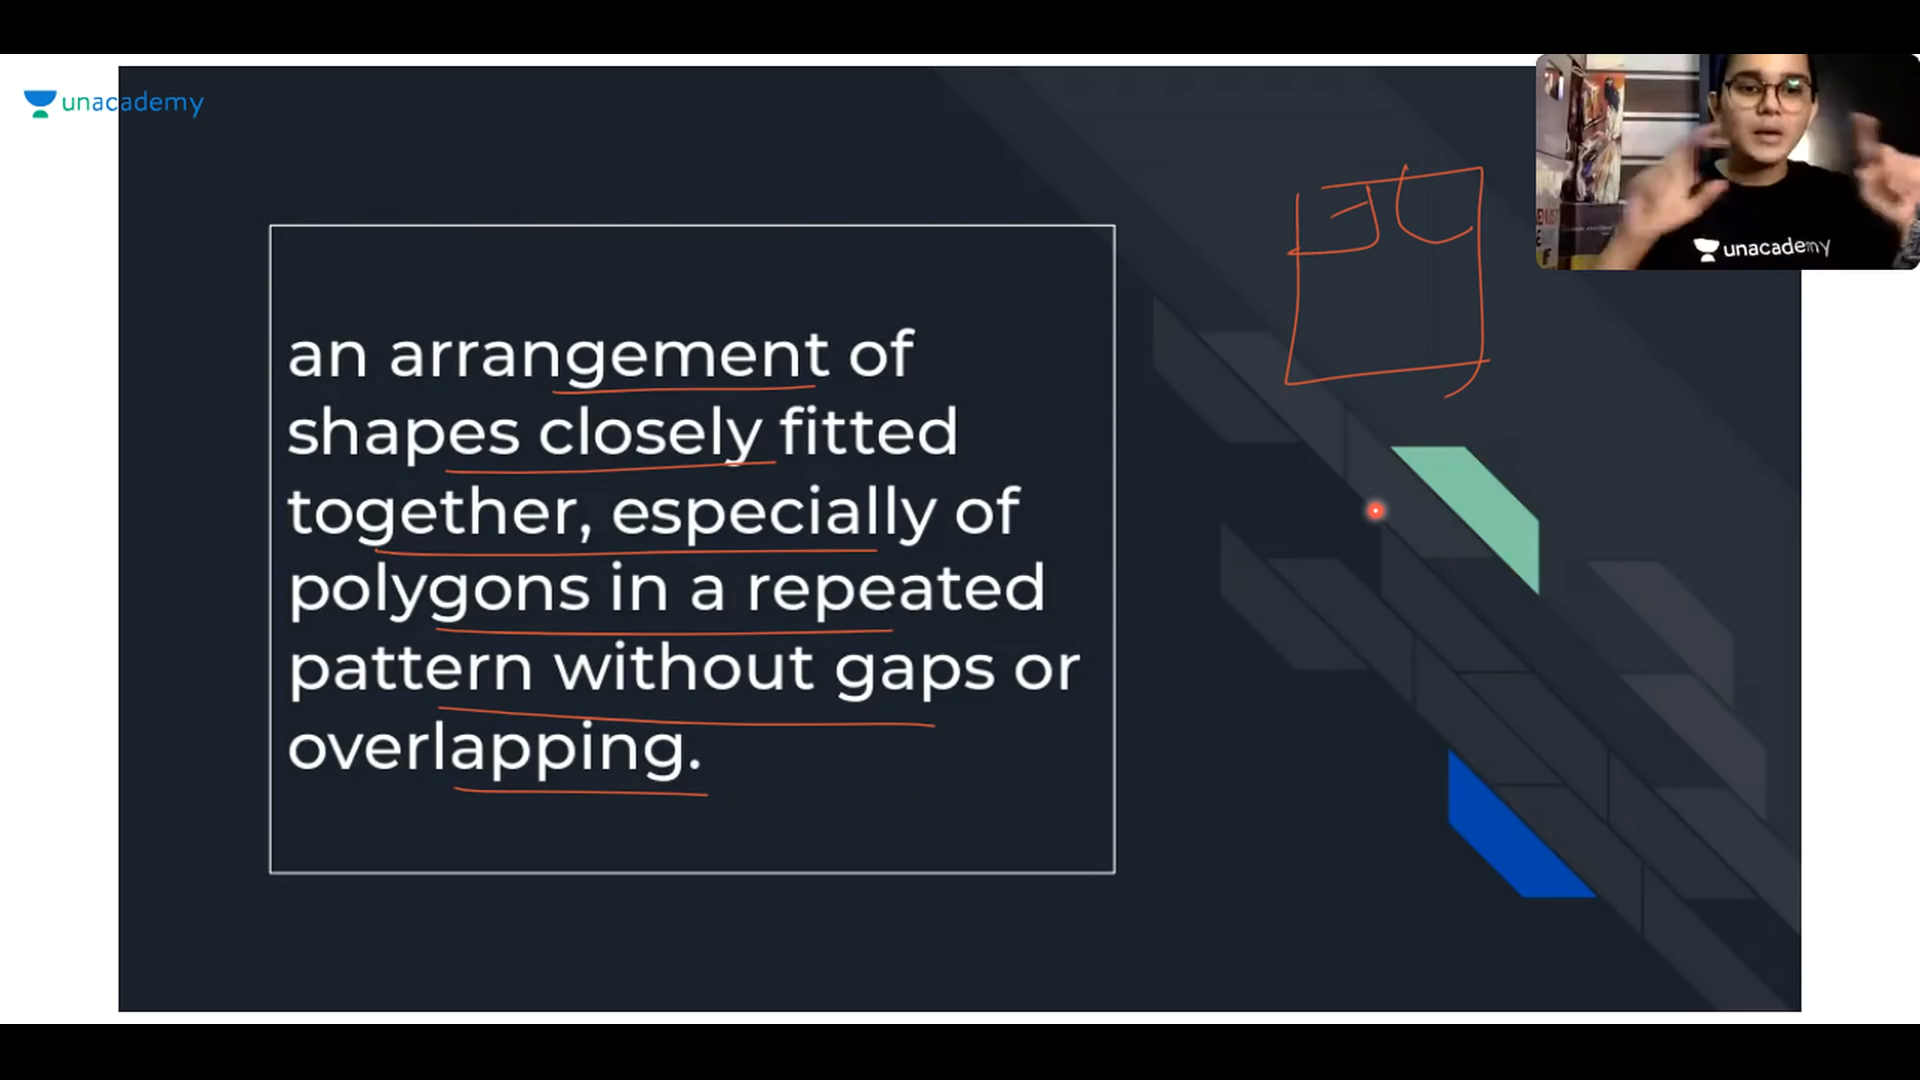 unacademy
unacademy
an arrangement of
shapes closely fitted
together, especially of
polygons in a repeated
pattern without gaps or
overlapping.